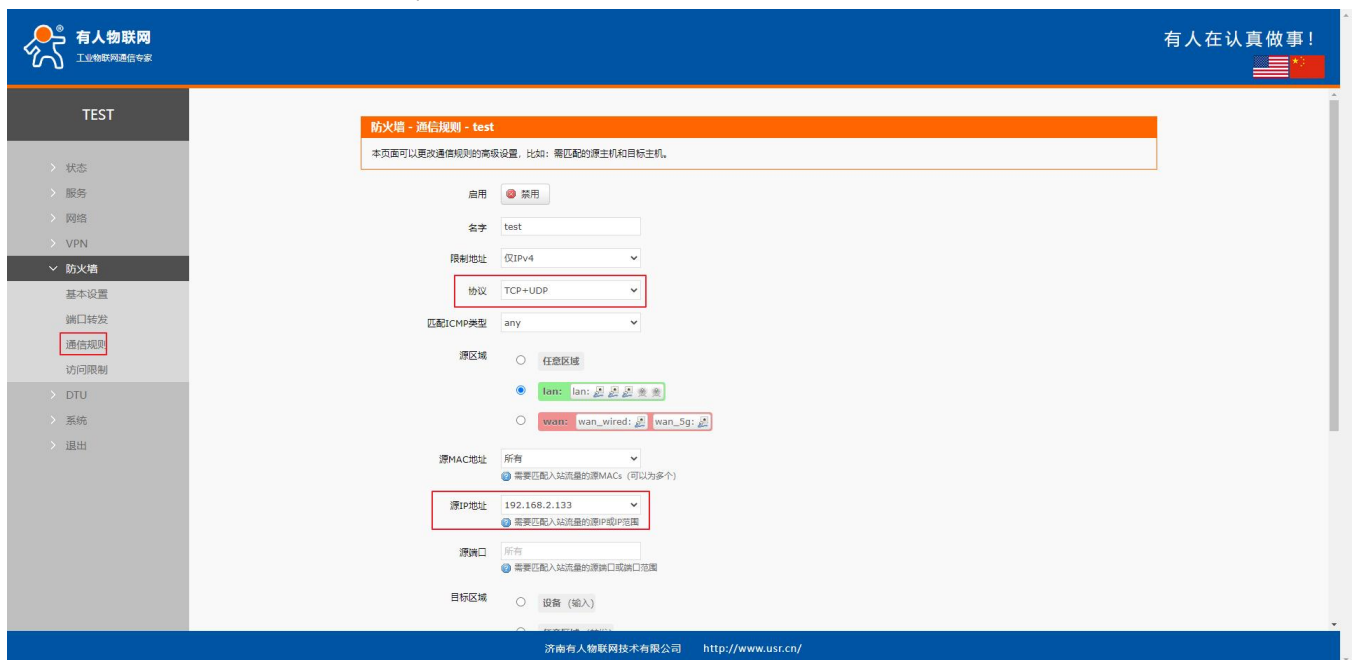 有人物联网
®
工业物联网通信专家
有人在认真做事!
TEST
状态
服务
网络
VPN
防火墙
基本设置
端口转发
通信规则
访问限制
DTU
系统
退出
防火墙 - 通信规则 - test
本页面可以更改通信规则的高级设置, 比如: 需匹配的源主机和目标主机。
启用 禁用
名字 test
限制地址 仅IPv4
协议 TCP+UDP
匹配ICMP类型 any
源区域 任意区域
lan: lan:
wan: wan_wired: wan_5g:
源MAC地址 所有
需要匹配入站流量的源MACs (可以为多个)
源IP地址 192.168.2.133
需要匹配入站流量的源IP或IP范围
源端口 所有
需要匹配入站流量的源端口或端口范围
目标区域 设备 (输入)
济南有人物联网技术有限公司 http://www.usr.cn/